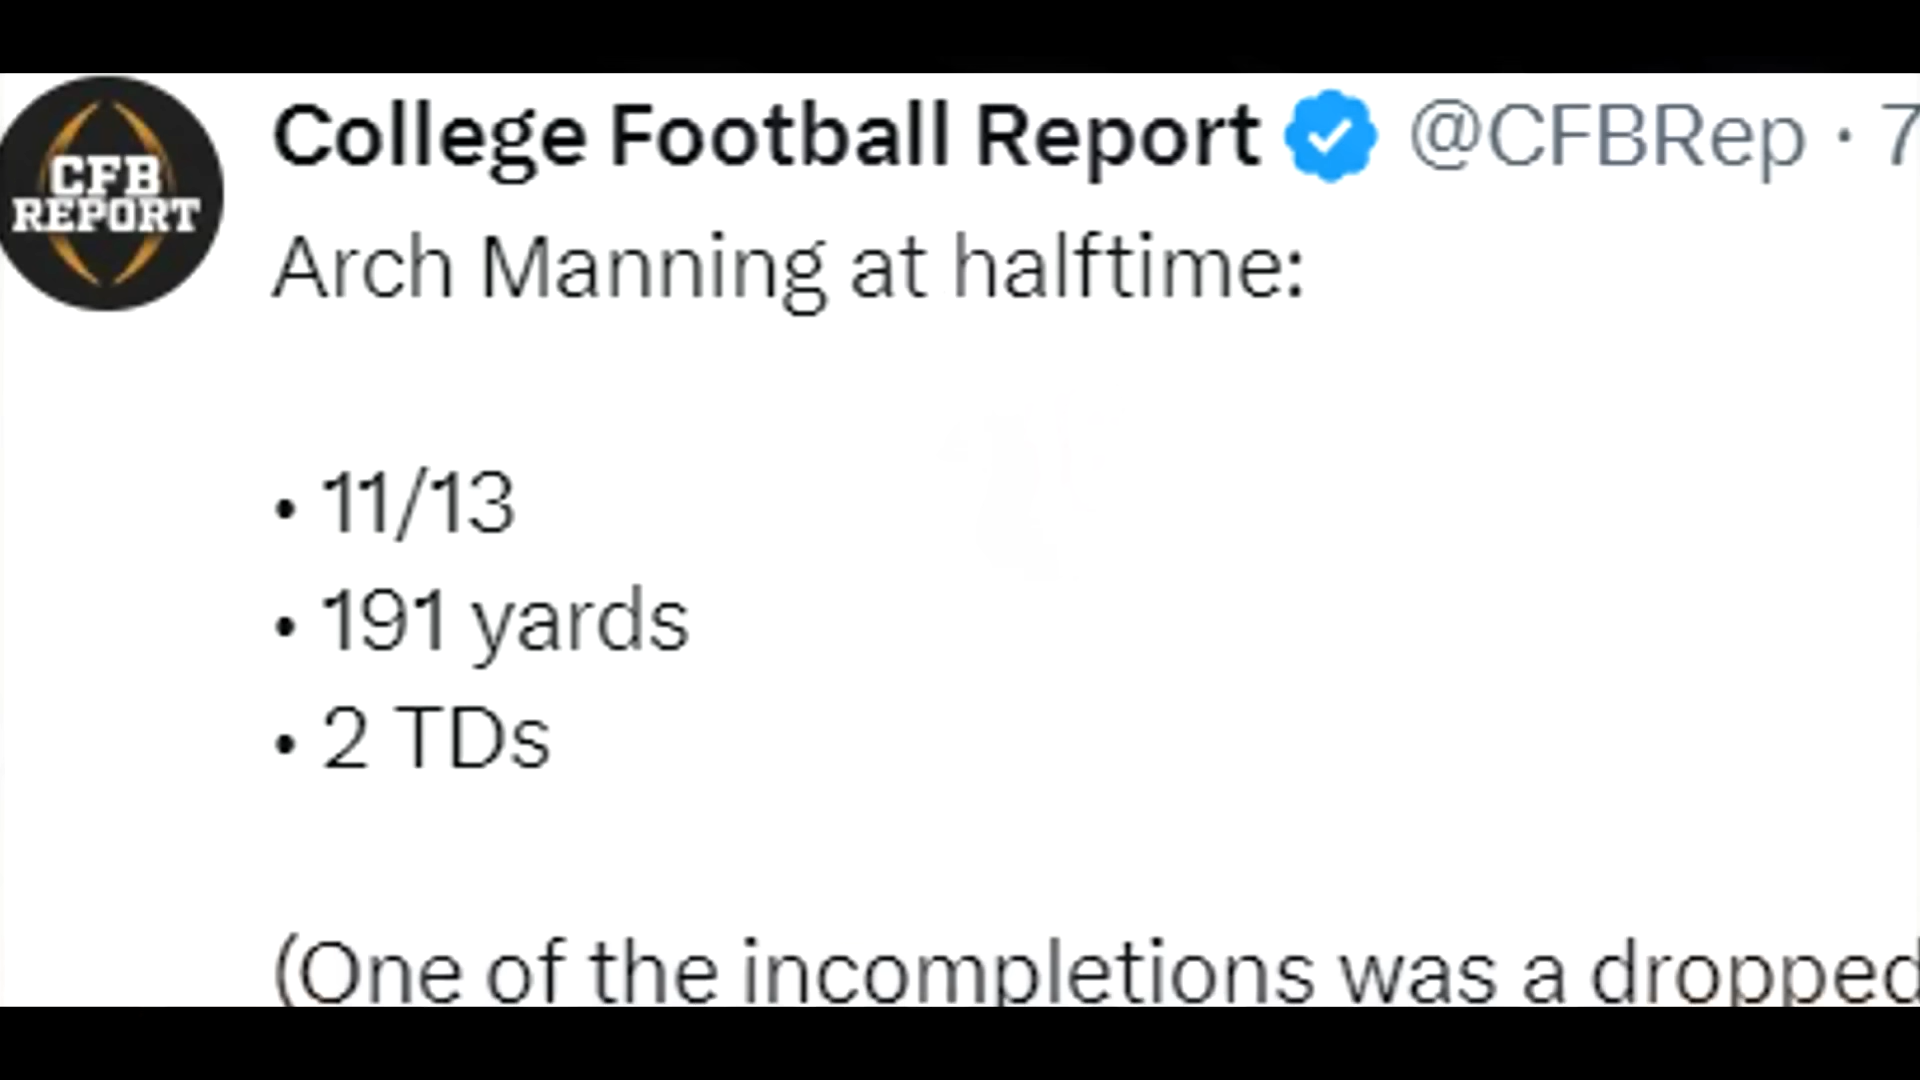 CFB
REPORT
College Football Report @CFBRep · 7
Arch Manning at halftime:
• 11/13
• 191 yards
• 2 TDs
(One of the incompletions was a dropped